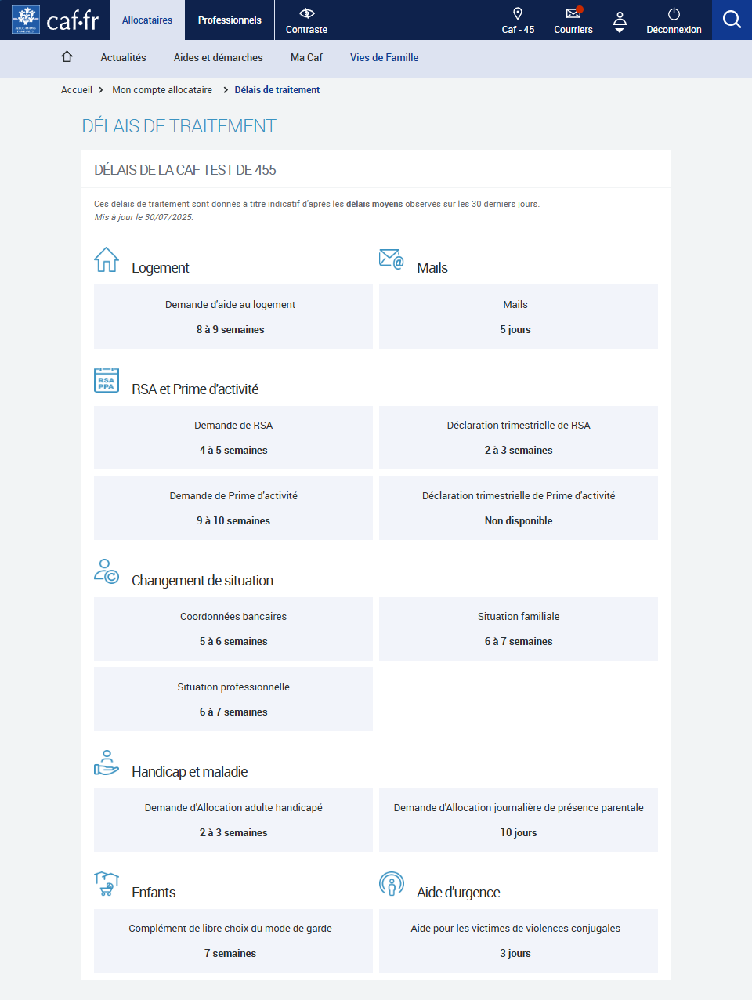 ALLOCATIONS
FAMILIALES
caf.fr
Allocataires
Professionnels
Contraste
Caf - 45
Courriers
Déconnexion
Actualités
Aides et démarches
Ma Caf
Vies de Famille
Accueil
Mon compte allocataire
Délais de traitement
DÉLAIS DE TRAITEMENT
DÉLAIS DE LA CAF TEST DE 455
Ces délais de traitement sont donnés à titre indicatif d'après les délais moyens observés sur les 30 derniers jours.
Mis à jour le 30/07/2025.
Logement
Demande d'aide au logement
8 à 9 semaines
Mails
Mails
5 jours
RSA
PPA
RSA et Prime d'activité
Demande de RSA
4 à 5 semaines
Déclaration trimestrielle de RSA
2 à 3 semaines
Demande de Prime d'activité
9 à 10 semaines
Déclaration trimestrielle de Prime d'activité
Non disponible
Changement de situation
Coordonnées bancaires
5 à 6 semaines
Situation familiale
6 à 7 semaines
Situation professionnelle
6 à 7 semaines
Handicap et maladie
Demande d'Allocation adulte handicapé
2 à 3 semaines
Demande d'Allocation journalière de présence parentale
10 jours
Enfants
Complément de libre choix du mode de garde
7 semaines
Aide d'urgence
Aide pour les victimes de violences conjugales
3 jours